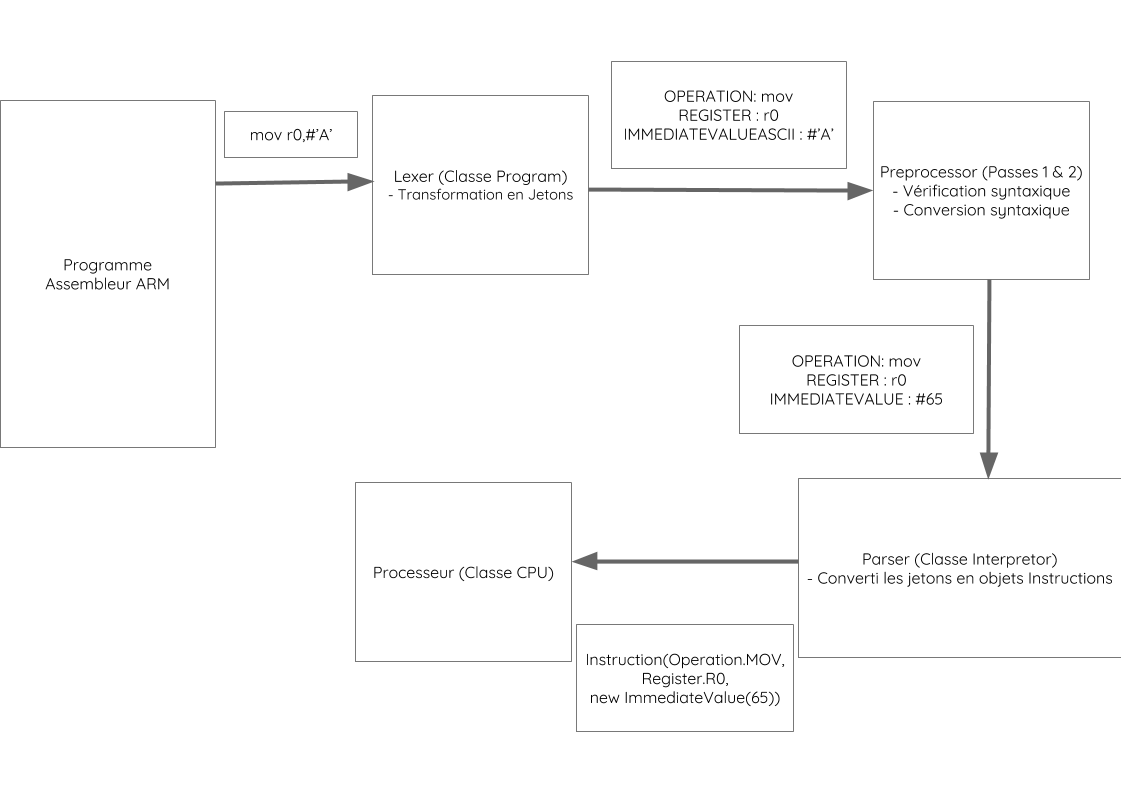 Programme
Assembleur ARM
mov r0,#’A’
Lexer (Classe Program)
- Transformation en Jetons
OPERATION: mov
REGISTER : r0
IMMEDIATEVALUEASCII : #’A’
Preprocessor (Passes 1 & 2)
- Vérification syntaxique
- Conversion syntaxique
OPERATION: mov
REGISTER : r0
IMMEDIATEVALUE : #65
Parser (Classe Interpretor)
- Converti les jetons en objets Instructions
Instruction(Operation.MOV,
Register.R0,
new ImmediateValue(65))
Processeur (Classe CPU)